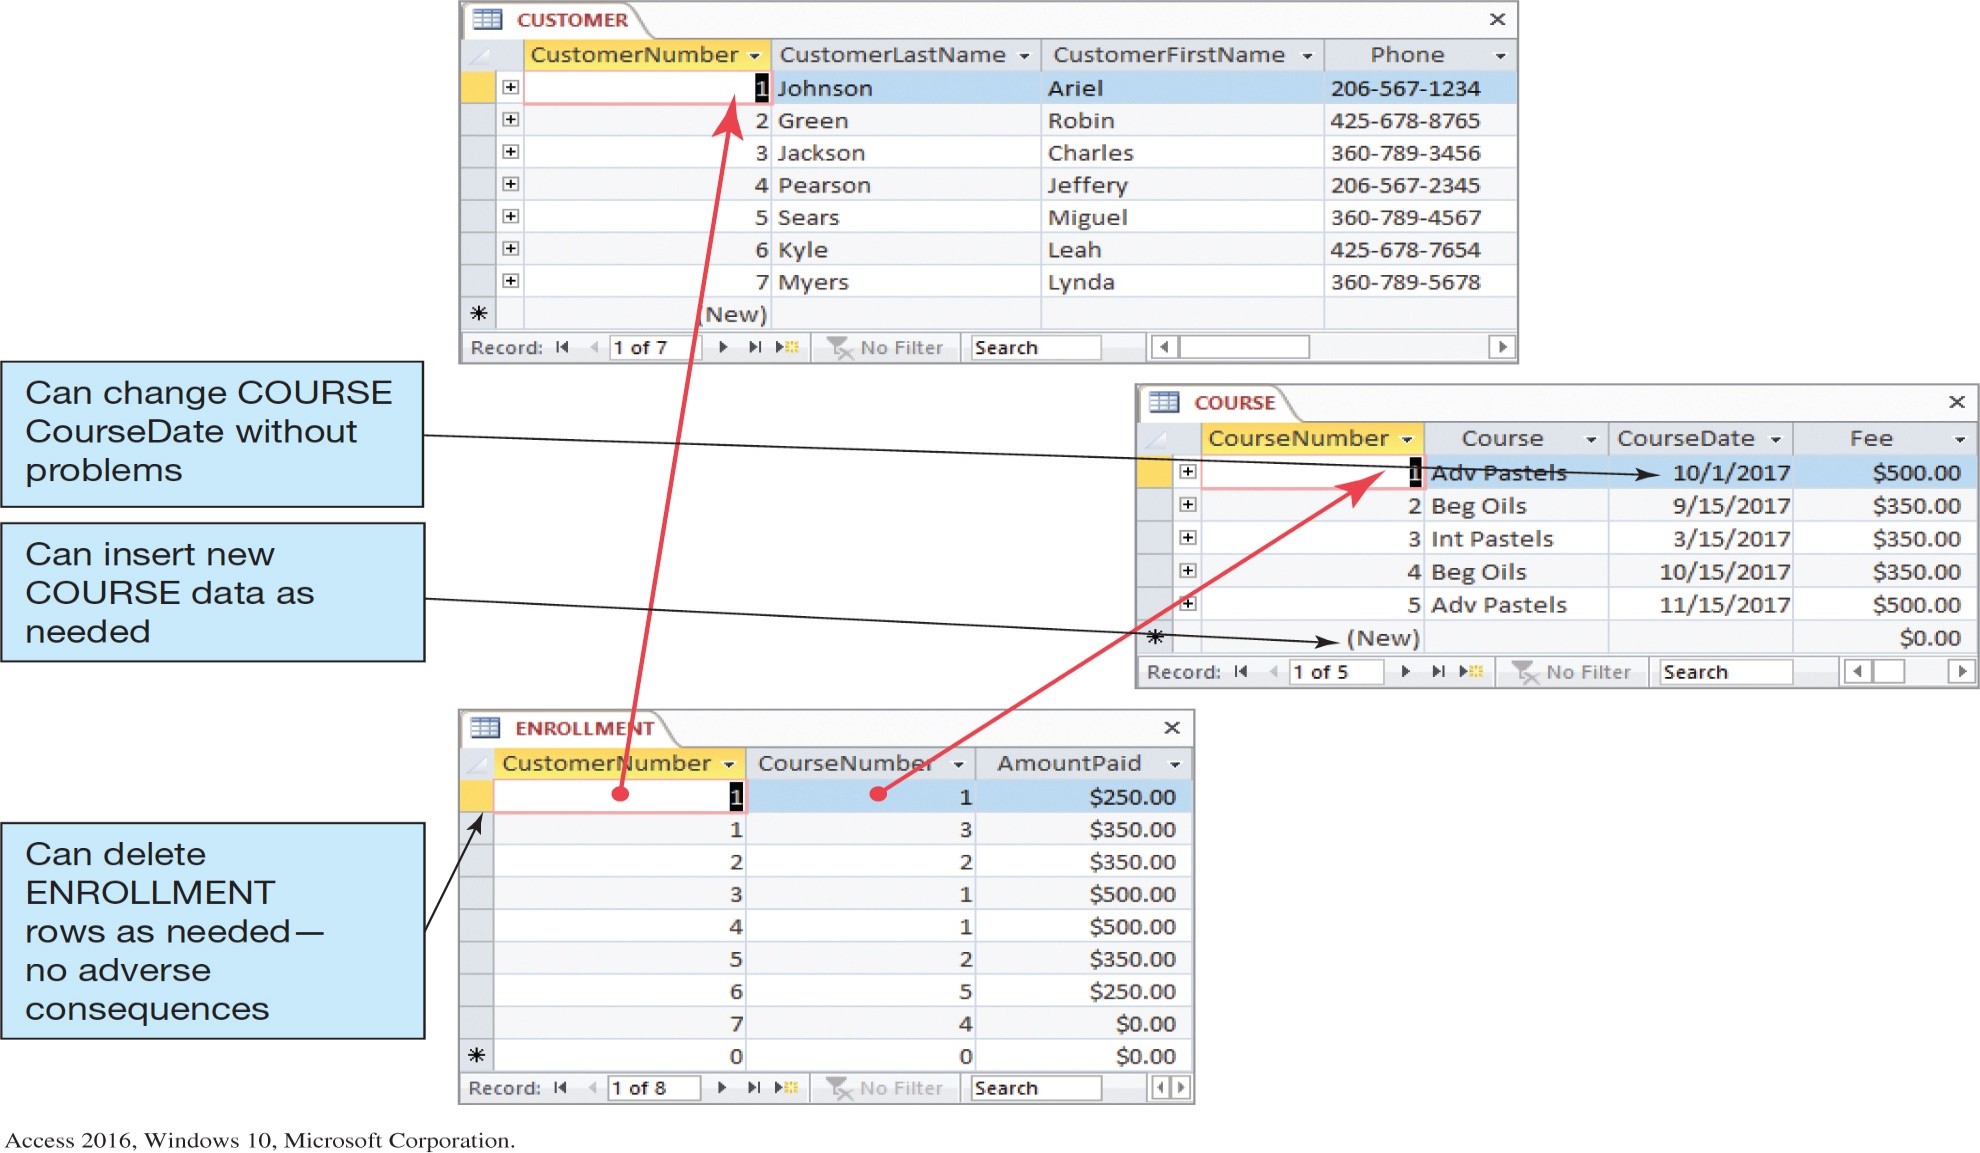 CUSTOMER
CustomerNumber CustomerLastName CustomerFirstName Phone
1 Johnson Ariel 206-567-1234
2 Green Robin 425-678-8765
3 Jackson Charles 360-789-3456
4 Pearson Jeffery 206-567-2345
5 Sears Miguel 360-789-4567
6 Kyle Leah 425-678-7654
7 Myers Lynda 360-789-5678
(New)
Record: 1 of 7 No Filter Search
Can change COURSE
CourseDate without
problems
COURSE
CourseNumber Course CourseDate Fee
1 Adv Pastels 10/1/2017 $500.00
2 Beg Oils 9/15/2017 $350.00
3 Int Pastels 3/15/2017 $350.00
4 Beg Oils 10/15/2017 $350.00
5 Adv Pastels 11/15/2017 $500.00
(New) $0.00
Record: 1 of 5 No Filter Search
Can insert new
COURSE data as
needed
ENROLLMENT
CustomerNumber CourseNumber AmountPaid
1 1 $250.00
1 3 $350.00
2 2 $350.00
3 1 $500.00
4 1 $500.00
5 2 $350.00
6 5 $250.00
7 4 $0.00
0 0 $0.00
Record: 1 of 8 No Filter Search
Can delete
ENROLLMENT
rows as needed—
no adverse
consequences
Access 2016, Windows 10, Microsoft Corporation.